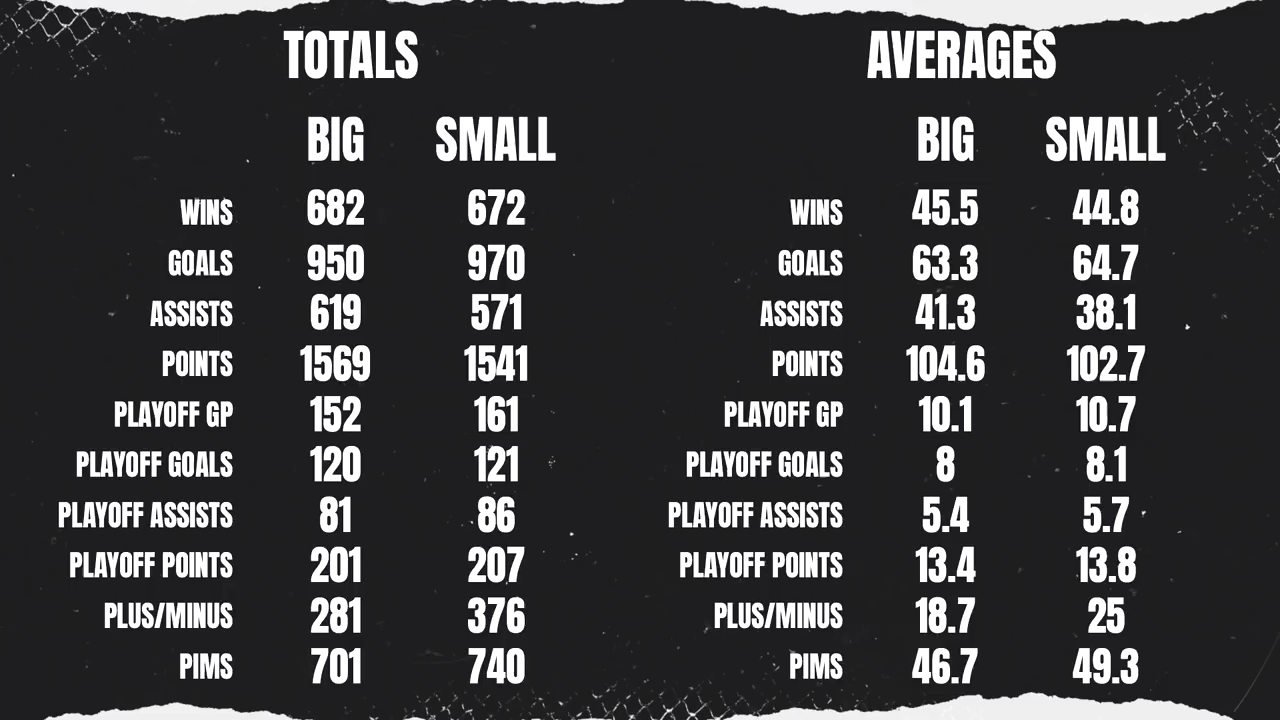 TOTALS
BIG SMALL
WINS 682 672
GOALS 950 970
ASSISTS 619 571
POINTS 1569 1541
PLAYOFF GP 152 161
PLAYOFF GOALS 120 121
PLAYOFF ASSISTS 81 86
PLAYOFF POINTS 201 207
PLUS/MINUS 281 376
PIMS 701 740
AVERAGES
BIG SMALL
WINS 45.5 44.8
GOALS 63.3 64.7
ASSISTS 41.3 38.1
POINTS 104.6 102.7
PLAYOFF GP 10.1 10.7
PLAYOFF GOALS 8 8.1
PLAYOFF ASSISTS 5.4 5.7
PLAYOFF POINTS 13.4 13.8
PLUS/MINUS 18.7 25
PIMS 46.7 49.3